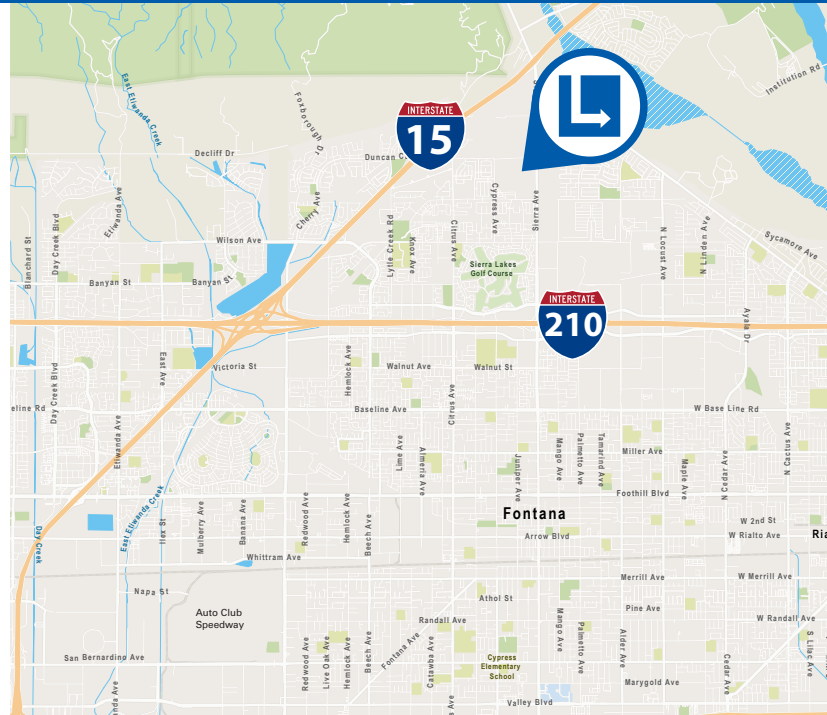 Institution Rd
East Etiwanda Creek
Foxborough Dr
INTERSTATE
15
Decliff Dr
Duncan C
S
Etiwanda Ave
Cherry Ave
Cypress Ave
Sierra Ave
Blanchard St
Day Creek Blvd
Wilson Ave
Lytle Creek Rd
Knox Ave
Citrus Ave
N Locust Ave
N Linden Ave
Sycamore Ave
Sierra Lakes
Golf Course
Banyan St
Banyan St
INTERSTATE
210
Ayala Dr
Victoria St
East Ave
Hemlock Ave
Walnut Ave
Walnut St
Day Creek Blvd
eline Rd
Baseline Ave
Citrus Ave
W Base Line Rd
Etiwanda Ave
Lime Ave
Almeria Ave
Juniper Ave
Mango Ave
Palmetto Ave
Tamarind Ave
Miller Ave
Maple Ave
N Cedar Ave
N Cactus Ave
Foothill Blvd
East Etiwanda Creek
Ilex St
Mulberry Ave
Banana Ave
Redwood Ave
Hemlock Ave
Beech Ave
Fontana
W 2nd St
Day Creek
Arrow Blvd
W Rialto Ave
Ria
Whittram Ave
Merrill Ave
W Merrill Ave
Napa St
Athol St
Auto Club
Speedway
Pine Ave
Randall Ave
W Randall Ave
Mango Ave
Palmetto Ave
Alder Ave
S Lilac Ave
San Bernardino Ave
Redwood Ave
Live Oak Ave
Hemlock Ave
Beech Ave
Fontana Ave
Catawba Ave
Cypress
Elementary
School
Cedar Ave
Marygold Ave
nda Ave
s Ave
Valley Blvd